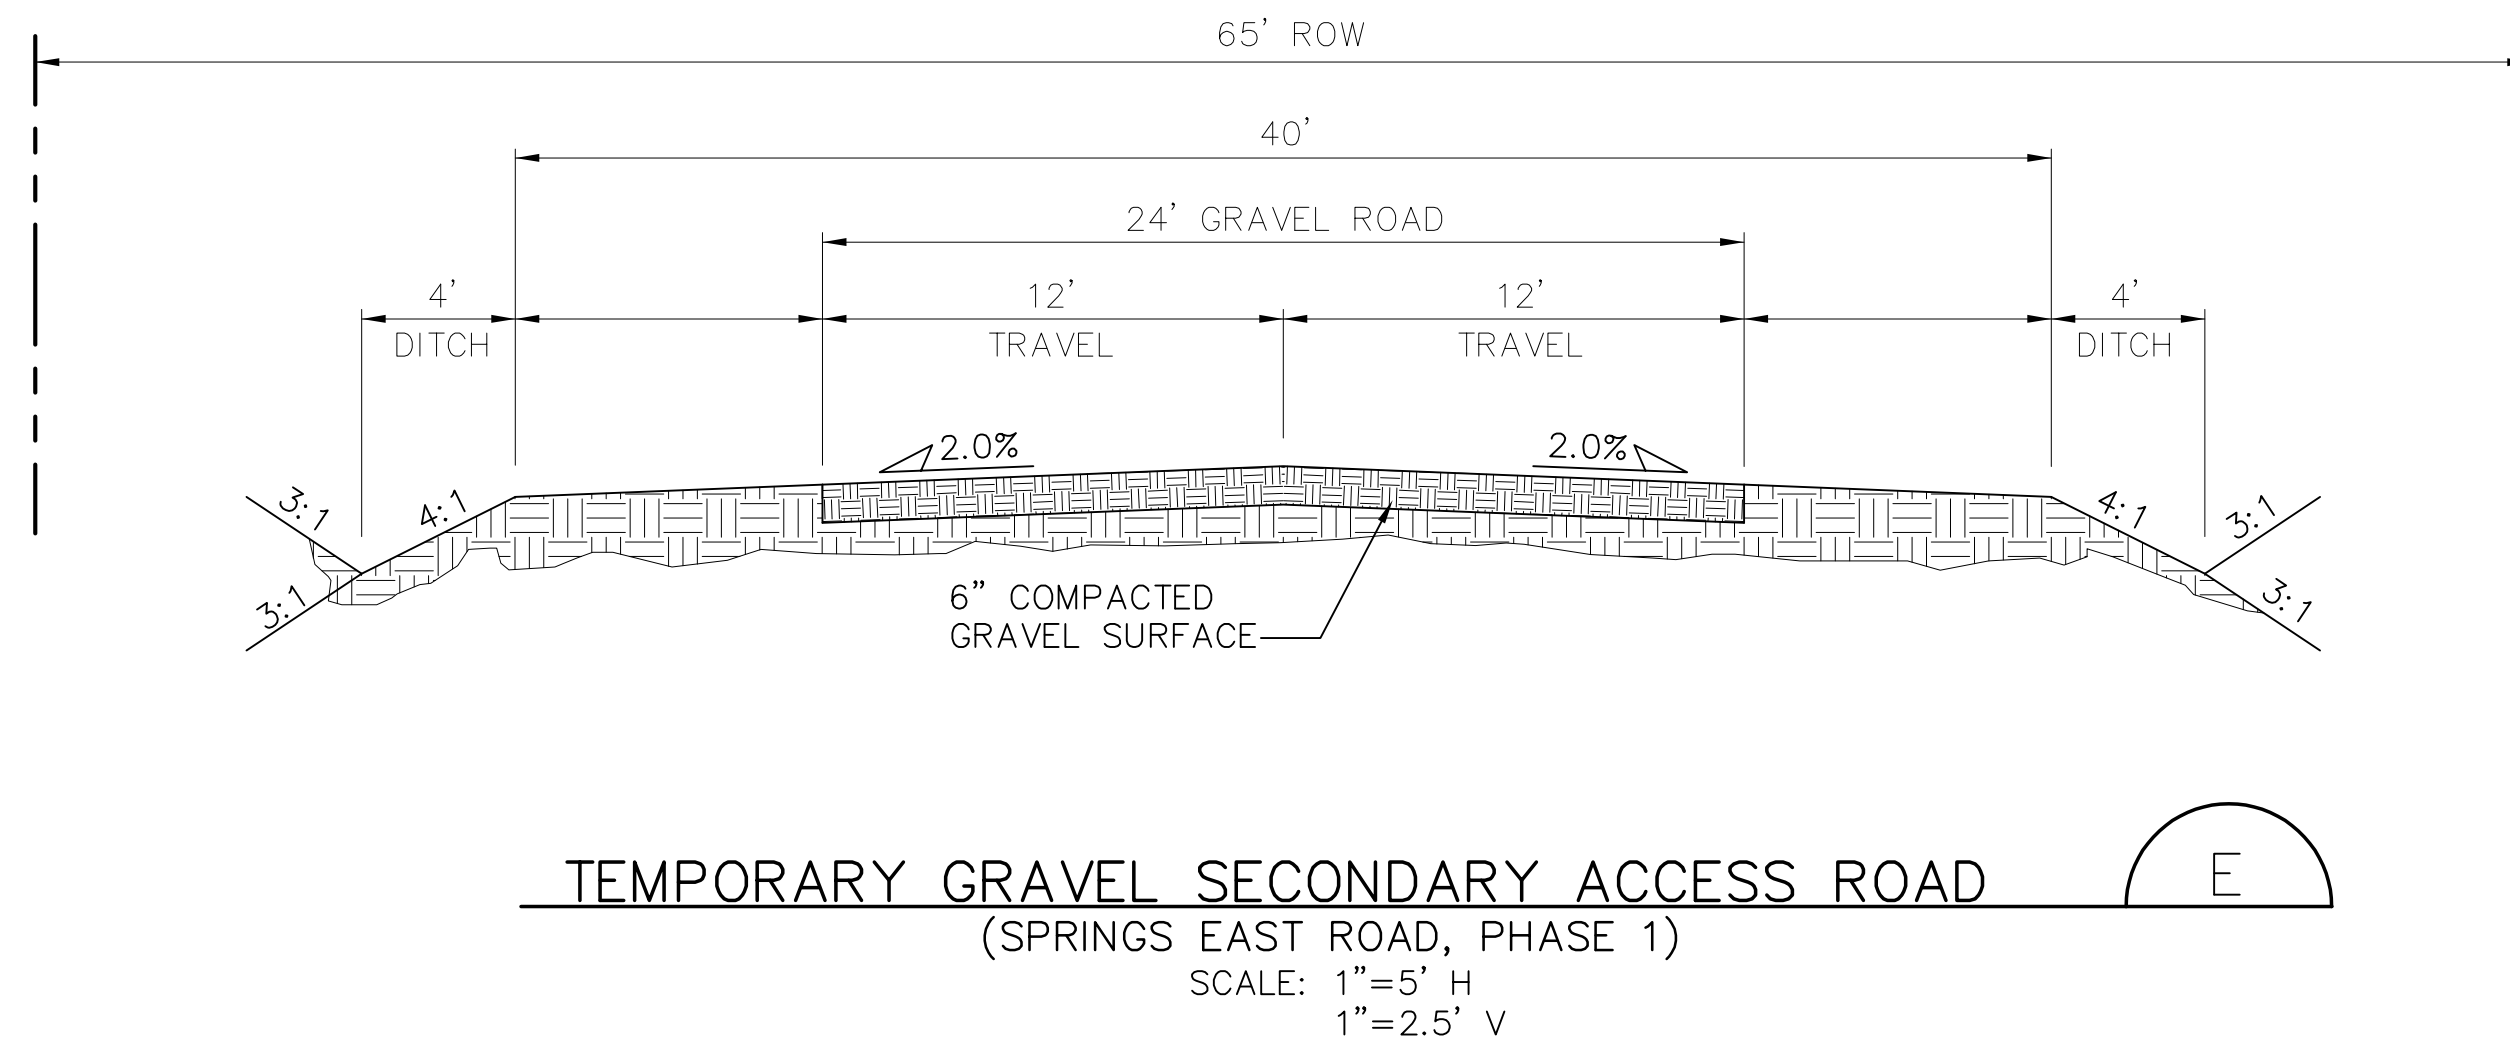 65' ROW
40'
24' GRAVEL ROAD
4' 12' 12' 4'
DITCH TRAVEL TRAVEL DITCH
2.0% 2.0%
3:1 4:1 4:1 3:1
3:1 3:1
6" COMPACTED
GRAVEL SURFACE
TEMPORARY GRAVEL SECONDARY ACCESS ROAD E
(SPRINGS EAST ROAD, PHASE 1)
SCALE: 1"=5' H
1"=2.5' V